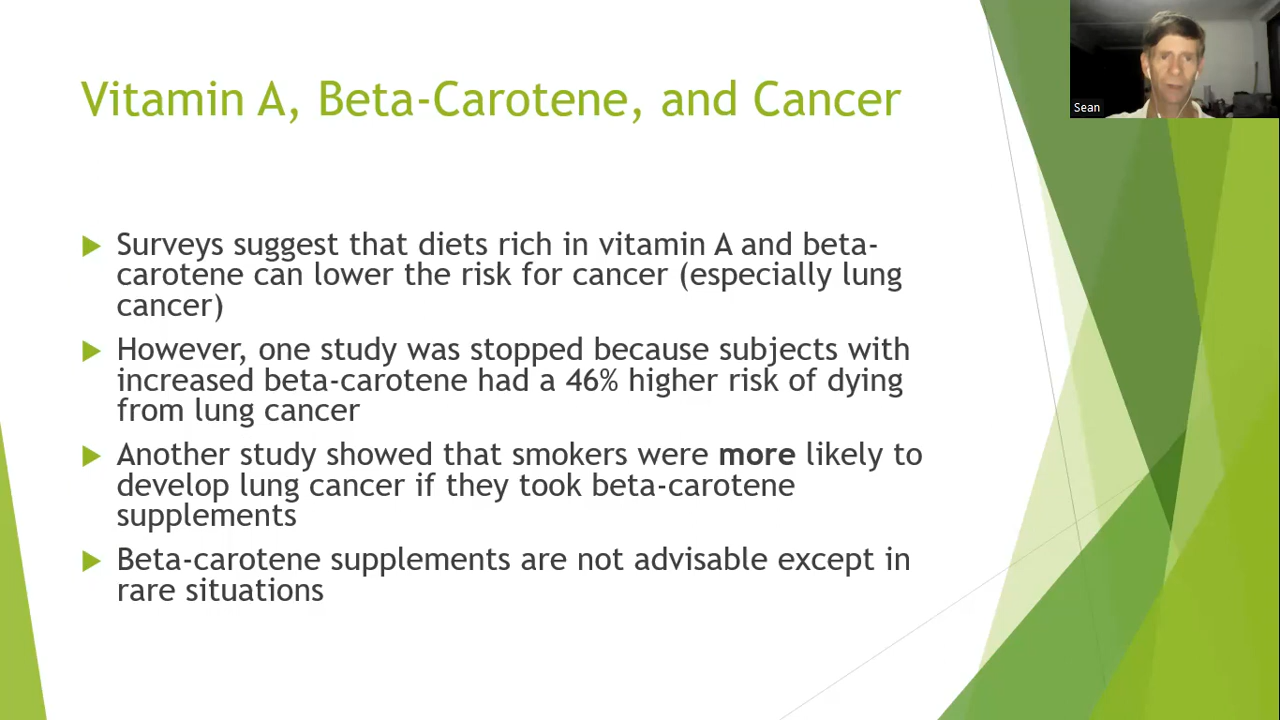 Vitamin A, Beta-Carotene, and Cancer
Sean
Surveys suggest that diets rich in vitamin A and beta-
carotene can lower the risk for cancer (especially lung
cancer)
However, one study was stopped because subjects with
increased beta-carotene had a 46% higher risk of dying
from lung cancer
Another study showed that smokers were more likely to
develop lung cancer if they took beta-carotene
supplements
Beta-carotene supplements are not advisable except in
rare situations